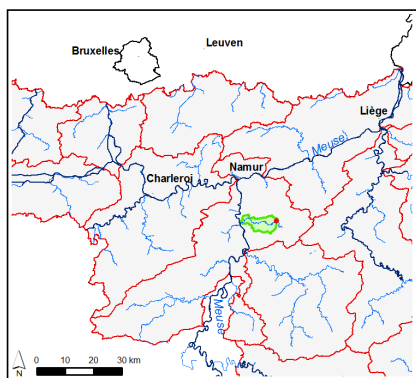 Bruxelles
Leuven
Liège
Meuse
Namur
Charleroi
Meuse
N
0 10 20 30 km